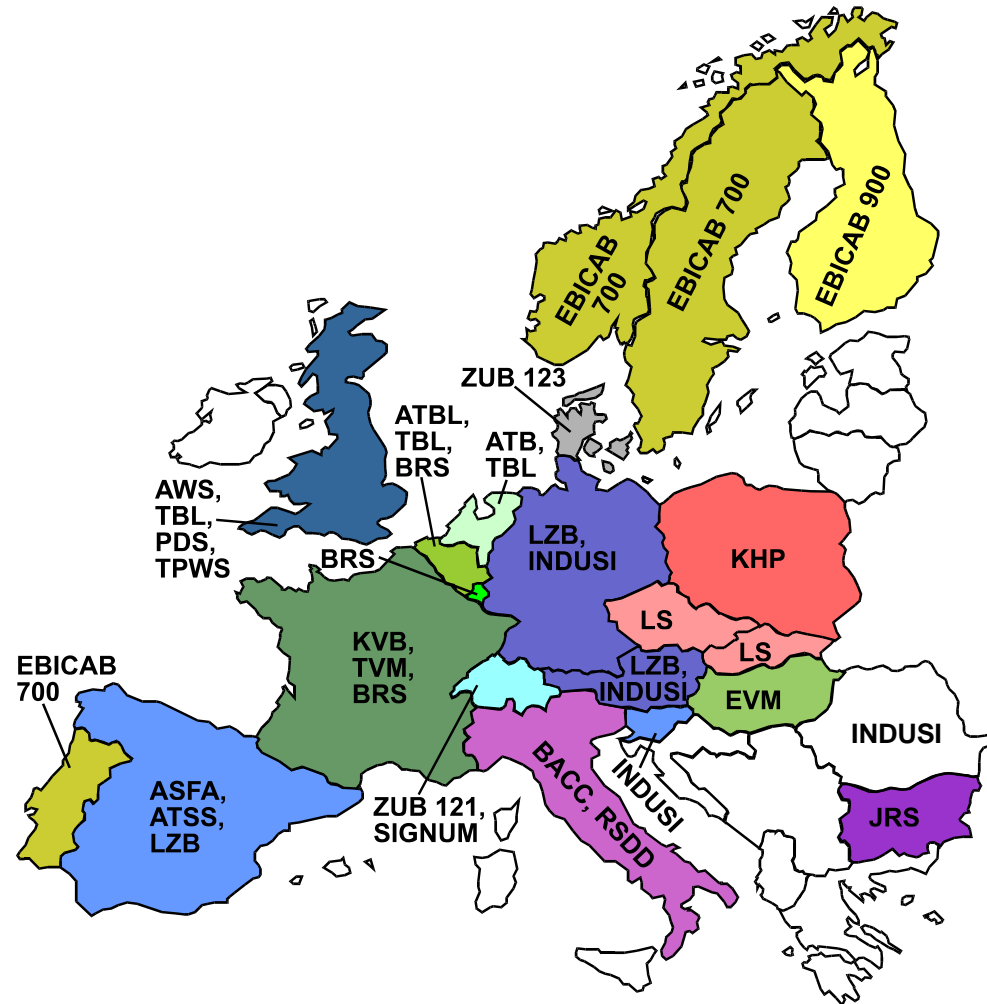 EBICAB 900
EBICAB 700
EBICAB
700
ZUB 123
ATBL,
TBL,
BRS
ATB,
TBL
AWS,
TBL,
PDS,
TPWS
BRS
LZB,
INDUSI
KHP
LS
LS
KVB,
TVM,
BRS
LZB,
INDUSI
EBICAB
700
EVM
INDUSI
ASFA,
ATSS,
LZB
ZUB 121,
SIGNUM
BACC, RSDD
INDUSI
JRS